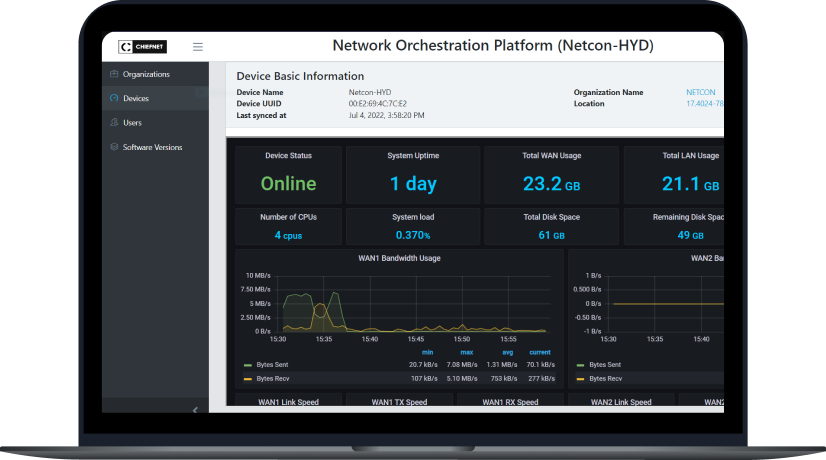 CHIEFNET
Network Orchestration Platform (Netcon-HYD)
Organizations
Devices
Users
Software Versions
Device Basic Information
Device Name Netcon-HYD Organization Name NETCON
Device UUID 00:E2:69:4C:7C:E2 Location 17.4024-78
Last synced at Jul 4, 2022, 3:58:20 PM
Device Status System Uptime Total WAN Usage Total LAN Usage
Online 1 day 23.2 GB 21.1 GB
Number of CPUs System load Total Disk Space Remaining Disk Spac
4 cpus 0.370% 61 GB 49 GB
WAN1 Bandwidth Usage WAN2 Ba
10 MB/s 1 B/s
7.50 MB/s 0.500 B/s
5 MB/s 0 B/s
2.50 MB/s -0.50 B/s
0 B/s -1 B/s
15:30 15:35 15:40 15:45 15:50 15:55 15:30 15:35 15:40
min max avg current
Bytes Sent 20.7 kB/s 7.08 MB/s 1.31 MB/s 70.1 kB/s Bytes Sent
Bytes Recv 107 kB/s 5.10 MB/s 753 kB/s 277 kB/s Bytes Recv
WAN1 Link Speed WAN1 TX Speed WAN1 RX Speed WAN2 Link Speed WAN2